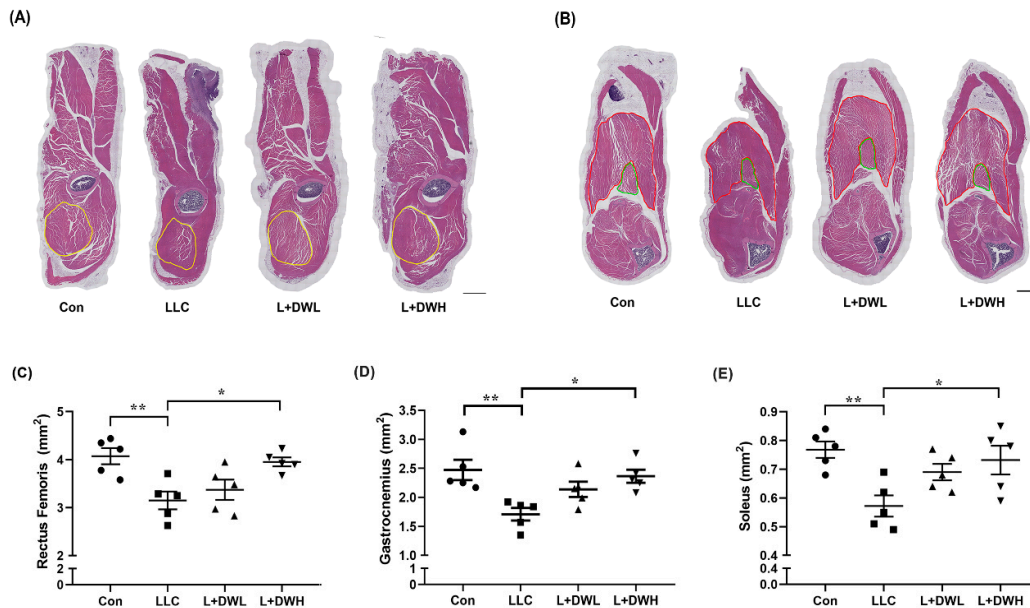 (A)
Con
LLC
L+DWL
L+DWH
(B)
Con
LLC
L+DWL
L+DWH
(C)
Rectus Femoris (mm²)
5
4
3
2
2
0
**
*
Con
LLC
L+DWL
L+DWH
(D)
Gastrocnemius (mm²)
3.5
3.0
2.5
2.0
1.5
1.0
0.5
0.0
**
*
Con
LLC
L+DWL
L+DWH
(E)
Soleus (mm²)
0.9
0.8
0.7
0.6
0.5
0.4
0.4
0.0
**
*
Con
LLC
L+DWL
L+DWH